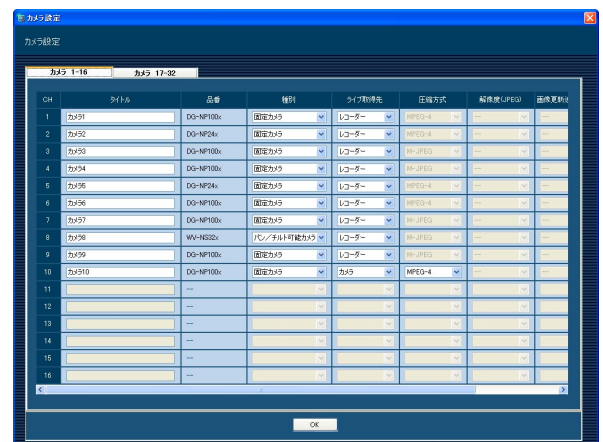 カメラ設定
カメラ設定
カメラ 1-16 カメラ 17-32
CH タイトル 品番 種別 ライブ取得先 圧縮方式 解像度(JPEG) 画像更新
1 カメラ1 DG-NP100x 固定カメラ レコーダー MPEG-4 --- ---
2 カメラ2 DG-NP24x 固定カメラ レコーダー MPEG-4 --- ---
3 カメラ3 DG-NP100x 固定カメラ レコーダー M-JPEG --- ---
4 カメラ4 DG-NP100x 固定カメラ レコーダー M-JPEG --- ---
5 カメラ5 DG-NP24x 固定カメラ レコーダー MPEG-4 --- ---
6 カメラ6 DG-NP100x 固定カメラ レコーダー MPEG-4 --- ---
7 カメラ7 DG-NP100x 固定カメラ レコーダー M-JPEG --- ---
8 カメラ8 WV-NS32x パン／チルト可能カメラ レコーダー M-JPEG --- ---
9 カメラ9 DG-NP100x 固定カメラ レコーダー M-JPEG --- ---
10 カメラ10 DG-NP100x 固定カメラ カメラ MPEG-4 --- ---
11 ---
12 ---
13 ---
14 ---
15 ---
16 ---
OK